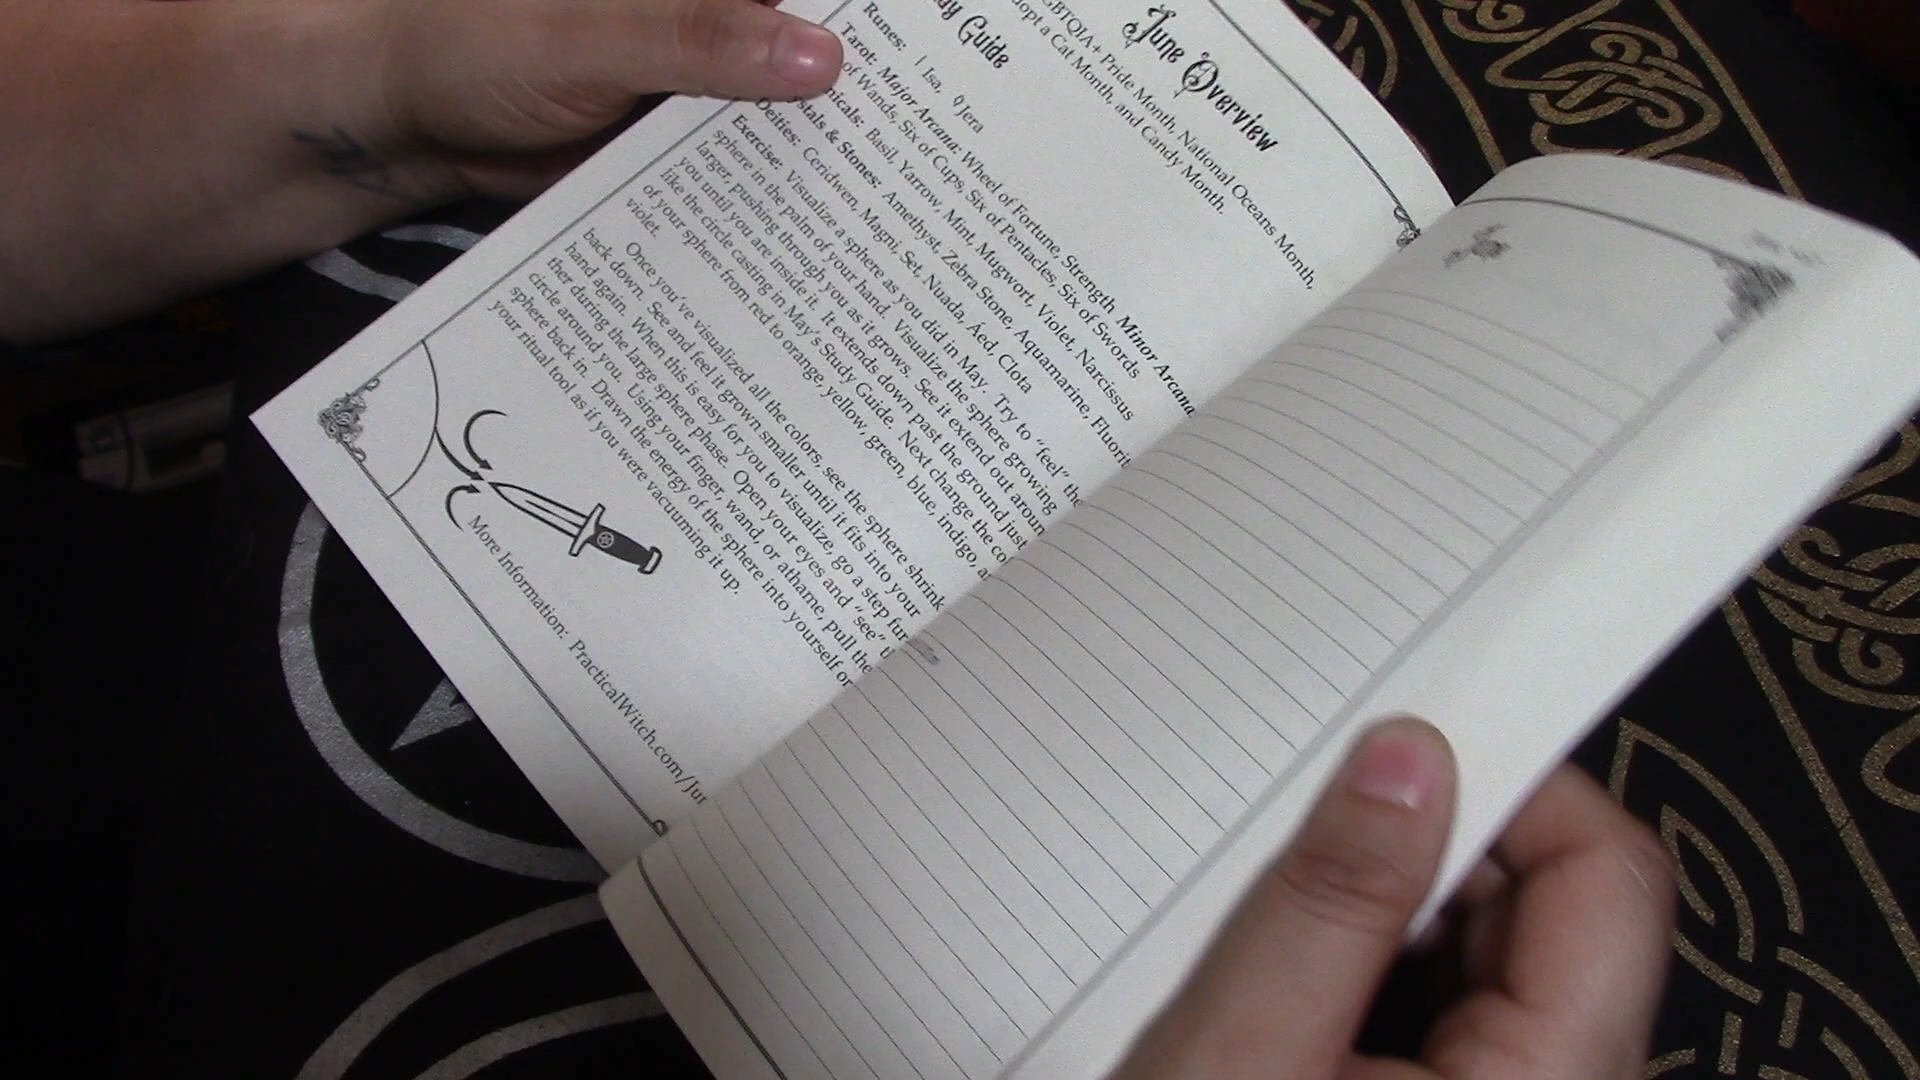 June Overview
LGBTQIA+ Pride Month, National Oceans Month,
Adopt a Cat Month, and Candy Month.
Guide
Runes: | Isa, ◊ Jera
Tarot: Major Arcana: Wheel of Fortune, Strength Minor Arcana
of Wands, Six of Cups, Six of Pentacles, Six of Swords
Basil, Yarrow, Mint, Mugwort, Violet, Narcissus
& Stones: Amethyst, Zebra Stone, Aquamarine,
Deities: Ceridwen, Magni, Set, Nuada, Áed, Clota
Exercise: Visualize a sphere as you did in May. Try to "feel" the
sphere in the palm of your hand. Visualize the sphere growing
larger, pushing through you as it grows. See it extend out around
you until you are inside it. It extends down past the ground just
like the circle casting in May's Study Guide. Next change the
of your sphere from red to orange, yellow, green, blue, indigo,
violet.
Once you've visualized all the colors, see the sphere shrink
back down. See and feel it grown smaller until it fits into your
hand again. When this is easy for you to visualize, go a step fur-
ther during the large sphere phase. Open your eyes and "see"
circle around you. Using your finger, wand, or athame, pull the
sphere back in. Drawn the energy of the sphere into yourself or
your ritual tool as if you were vacuuming it up.
More Information: PracticalWitch.com/Jun